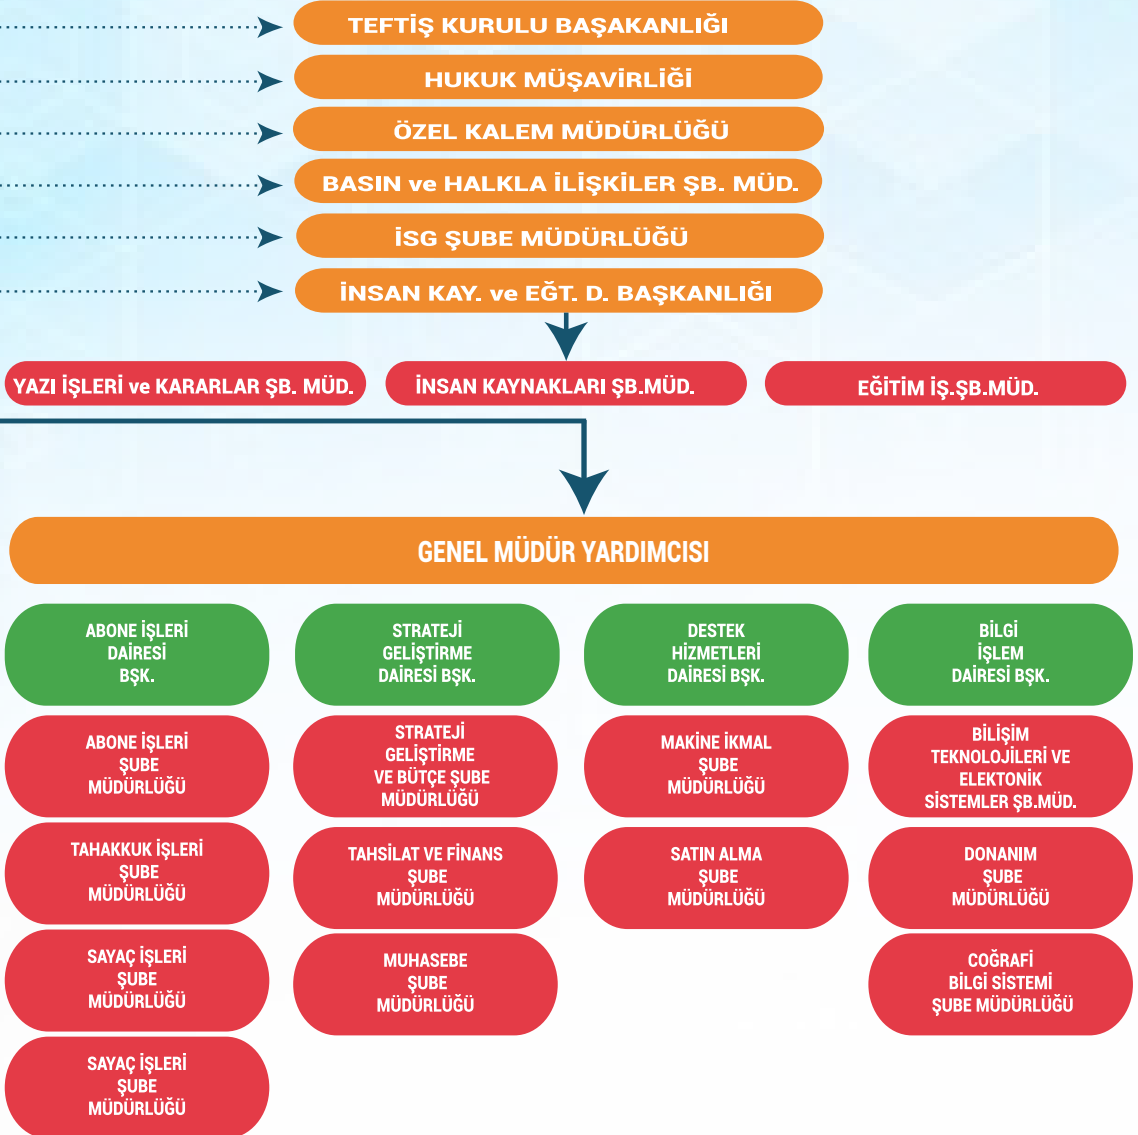 TEFTİŞ KURULU BAŞAKANLIĞI
HUKUK MÜŞAVİRLİĞİ
ÖZEL KALEM MÜDÜRLÜĞÜ
BASIN ve HALKLA İLİŞKİLER ŞB. MÜD.
İSG ŞUBE MÜDÜRLÜĞÜ
İNSAN KAY. ve EĞT. D. BAŞKANLIĞI
YAZI İŞLERİ ve KARARLAR ŞB. MÜD.
İNSAN KAYNAKLARI ŞB.MÜD.
EĞİTİM İŞ.ŞB.MÜD.
GENEL MÜDÜR YARDIMCISI
ABONE İŞLERİ
DAİRESİ
BŞK.
STRATEJİ
GELİŞTİRME
DAİRESİ BŞK.
DESTEK
HİZMETLERİ
DAİRESİ BŞK.
BİLGİ
İŞLEM
DAİRESİ BŞK.
ABONE İŞLERİ
ŞUBE
MÜDÜRLÜĞÜ
STRATEJİ
GELİŞTİRME
VE BÜTÇE ŞUBE
MÜDÜRLÜĞÜ
MAKİNE İKMAL
ŞUBE
MÜDÜRLÜĞÜ
BİLİŞİM
TEKNOLOJİLERİ VE
ELEKTONİK
SİSTEMLER ŞB.MÜD.
TAHAKKUK İŞLERİ
ŞUBE
MÜDÜRLÜĞÜ
TAHSİLAT VE FİNANS
ŞUBE
MÜDÜRLÜĞÜ
SATIN ALMA
ŞUBE
MÜDÜRLÜĞÜ
DONANIM
ŞUBE
MÜDÜRLÜĞÜ
SAYAÇ İŞLERİ
ŞUBE
MÜDÜRLÜĞÜ
MUHASEBE
ŞUBE
MÜDÜRLÜĞÜ
COĞRAFİ
BİLGİ SİSTEMİ
ŞUBE MÜDÜRLÜĞÜ
SAYAÇ İŞLERİ
ŞUBE
MÜDÜRLÜĞÜ